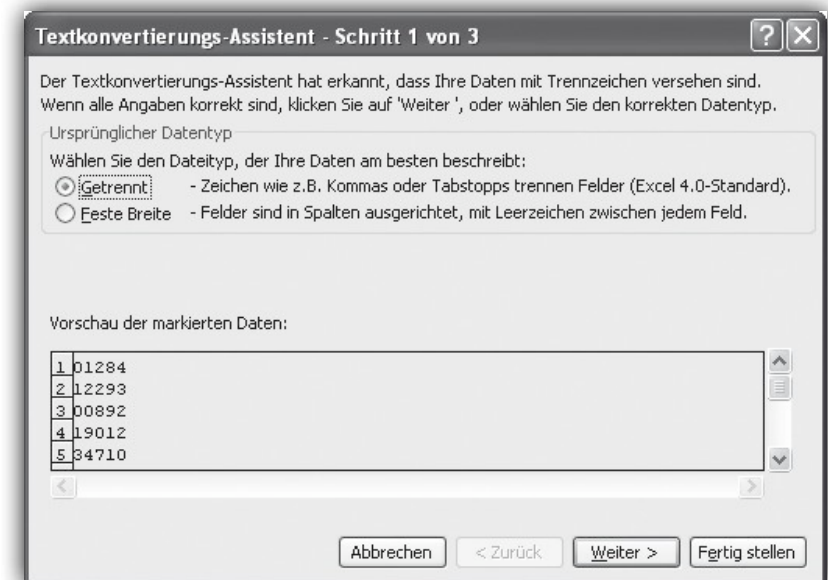 Textkonvertierungs-Assistent - Schritt 1 von 3
Der Textkonvertierungs-Assistent hat erkannt, dass Ihre Daten mit Trennzeichen versehen sind.
Wenn alle Angaben korrekt sind, klicken Sie auf 'Weiter ', oder wählen Sie den korrekten Datentyp.
Ursprünglicher Datentyp
Wählen Sie den Dateityp, der Ihre Daten am besten beschreibt:
Getrennt - Zeichen wie z.B. Kommas oder Tabstopps trennen Felder (Excel 4.0-Standard).
Feste Breite - Felder sind in Spalten ausgerichtet, mit Leerzeichen zwischen jedem Feld.
Vorschau der markierten Daten:
1 01284
2 12293
3 00892
4 19012
5 34710
Abbrechen < Zurück Weiter > Fertig stellen